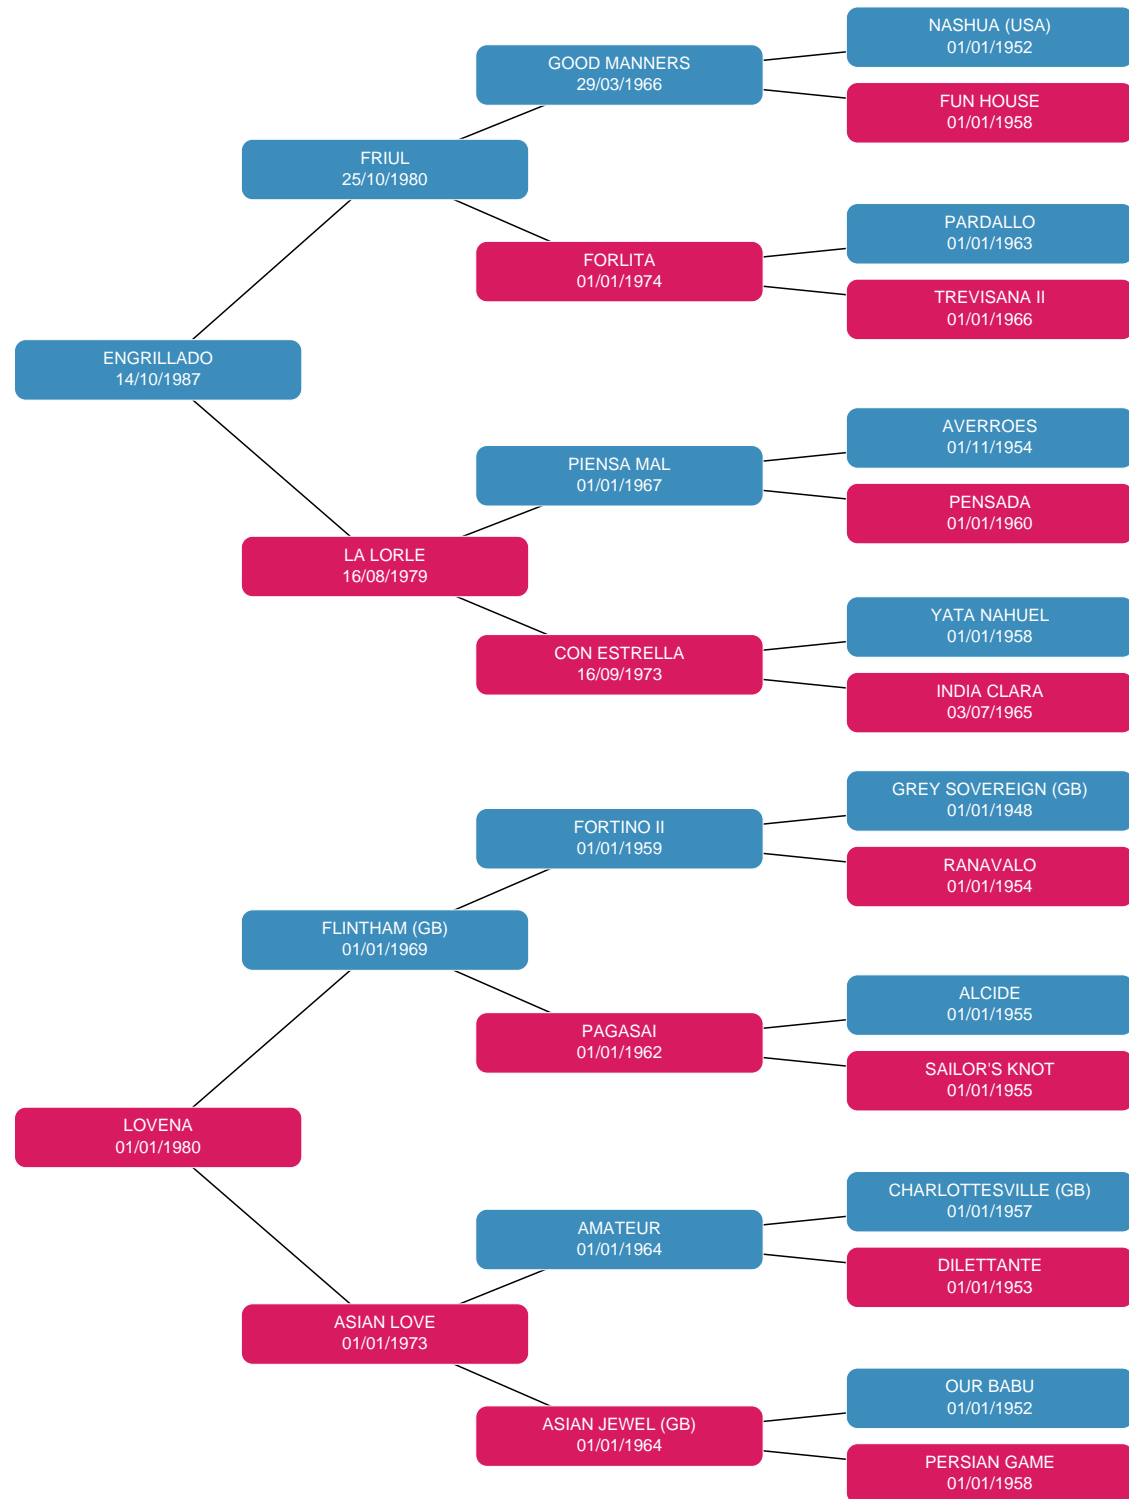 NASHUA (USA)
01/01/1952
GOOD MANNERS
29/03/1966
FUN HOUSE
01/01/1958
FRIUL
25/10/1980
PARDALLO
01/01/1963
FORLITA
01/01/1974
TREVISANA II
01/01/1966
ENGRILLADO
14/10/1987
AVERROES
01/11/1954
PIENSA MAL
01/01/1967
PENSADA
01/01/1960
LA LORLE
16/08/1979
YATA NAHUEL
01/01/1958
CON ESTRELLA
16/09/1973
INDIA CLARA
03/07/1965
GREY SOVEREIGN (GB)
01/01/1948
FORTINO II
01/01/1959
RANAVALO
01/01/1954
FLINTHAM (GB)
01/01/1969
ALCIDE
01/01/1955
PAGASAI
01/01/1962
SAILOR'S KNOT
01/01/1955
LOVENA
01/01/1980
CHARLOTTESVILLE (GB)
01/01/1957
AMATEUR
01/01/1964
DILETTANTE
01/01/1953
ASIAN LOVE
01/01/1973
OUR BABU
01/01/1952
ASIAN JEWEL (GB)
01/01/1964
PERSIAN GAME
01/01/1958